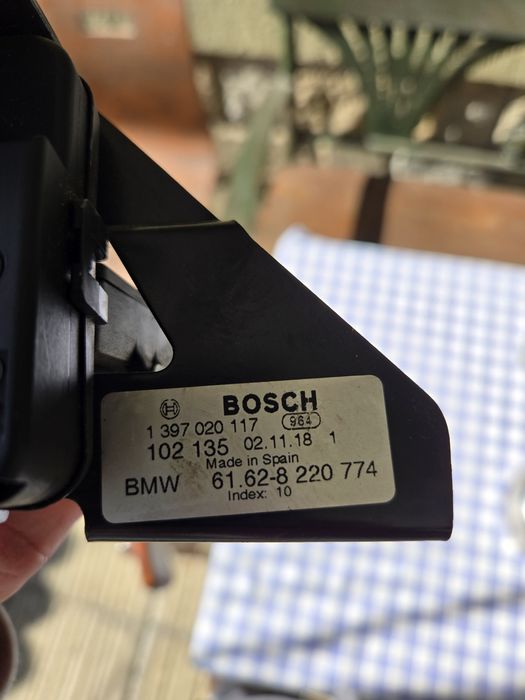 BOSCH
1 397 020 117 964
102 135 02.11.18 1
Made in Spain
BMW 61.62-8 220 774
Index: 10